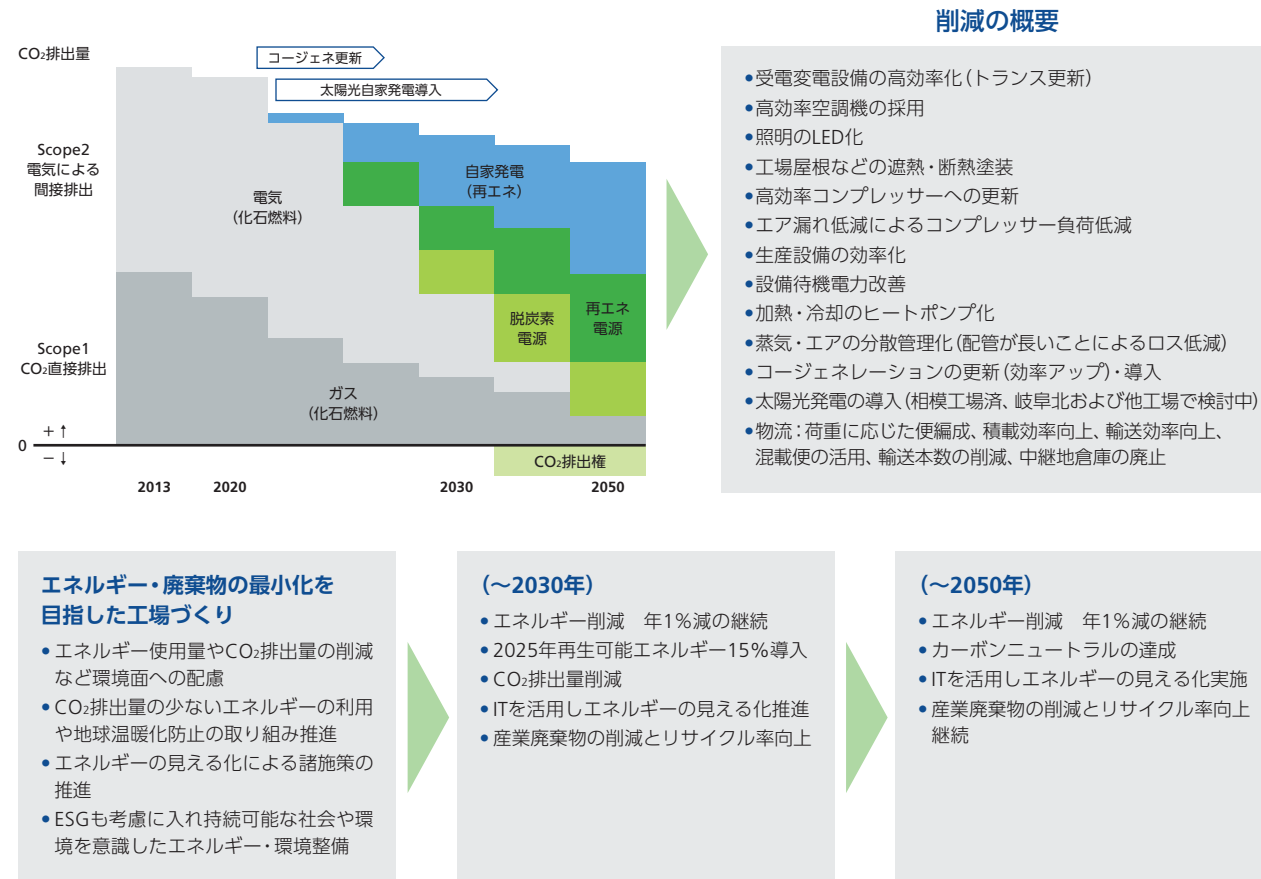 CO₂排出量
コージェネ更新
太陽光自家発電導入
Scope2
電気による
間接排出
電気
（化石燃料）
自家発電
（再エネ）
脱炭素
電源
再エネ
電源
Scope1
CO₂直接排出
ガス
（化石燃料）
＋↑
0
－↓
CO₂排出権
2013 2020 2030 2050
削減の概要
•受電変電設備の高効率化（トランス更新）
•高効率空調機の採用
•照明のLED化
•工場屋根などの遮熱・断熱塗装
•高効率コンプレッサーへの更新
•エア漏れ低減によるコンプレッサー負荷低減
•生産設備の効率化
•設備待機電力改善
•加熱・冷却のヒートポンプ化
•蒸気・エアの分散管理化（配管が長いことによるロス低減）
•コージェネレーションの更新（効率アップ）・導入
•太陽光発電の導入（相模工場済、岐阜北および他工場で検討中）
•物流：荷重に応じた便編成、積載効率向上、輸送効率向上、
混載便の活用、輸送本数の削減、中継地倉庫の廃止
エネルギー・廃棄物の最小化を
目指した工場づくり
•エネルギー使用量やCO₂排出量の削減
など環境面への配慮
•CO₂排出量の少ないエネルギーの利用
や地球温暖化防止の取り組み推進
•エネルギーの見える化による諸施策の
推進
•ESGも考慮に入れ持続可能な社会や環
境を意識したエネルギー・環境整備
（～2030年）
•エネルギー削減　年1％減の継続
•2025年再生可能エネルギー15％導入
•CO₂排出量削減
•ITを活用しエネルギーの見える化推進
•産業廃棄物の削減とリサイクル率向上
（～2050年）
•エネルギー削減　年1％減の継続
•カーボンニュートラルの達成
•ITを活用しエネルギーの見える化実施
•産業廃棄物の削減とリサイクル率向上
継続